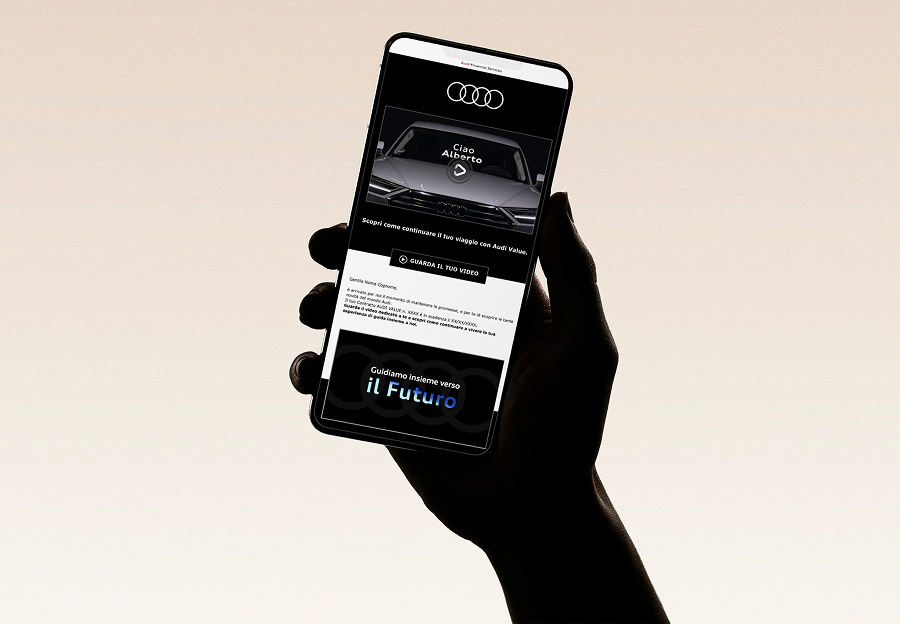 Audi Financial Services
Ciao
Alberto
Scopri come continuare il tuo viaggio con Audi Value.
GUARDA IL TUO VIDEO
Gentile Nome Cognome,
è arrivato per noi il momento di mantenere le promesse, e per te di scoprire le tante
novità del mondo Audi.
Il tuo Contratto AUDI VALUE n. XXXX è in scadenza il XX/XX/XXXX.
Guarda il video dedicato a te e scopri come continuare a vivere la tua
esperienza di guida insieme a noi.
Guidiamo insieme verso
il Futuro